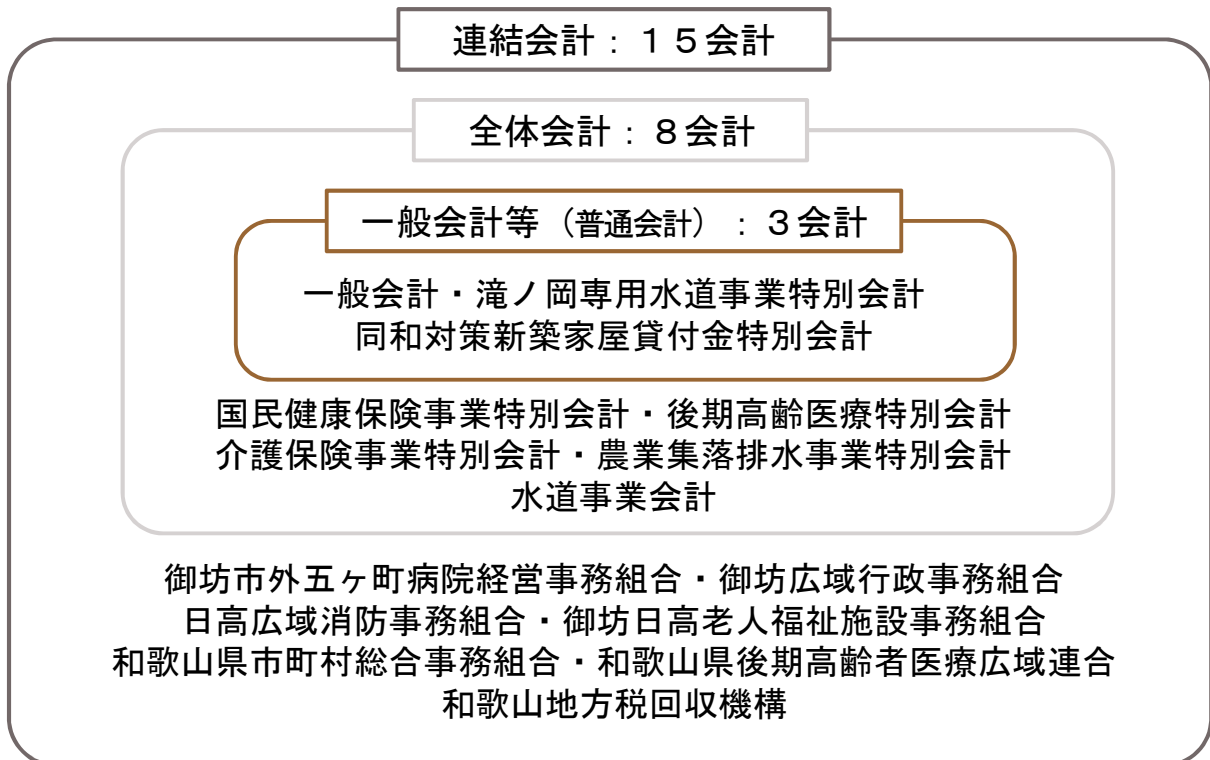 連結会計：１５会計
全体会計：８会計
一般会計等（普通会計）：３会計
一般会計・滝ノ岡専用水道事業特別会計
同和対策新築家屋貸付金特別会計
国民健康保険事業特別会計・後期高齢医療特別会計
介護保険事業特別会計・農業集落排水事業特別会計
水道事業会計
御坊市外五ヶ町病院経営事務組合・御坊広域行政事務組合
日高広域消防事務組合・御坊日高老人福祉施設事務組合
和歌山県市町村総合事務組合・和歌山県後期高齢者医療広域連合
和歌山地方税回収機構